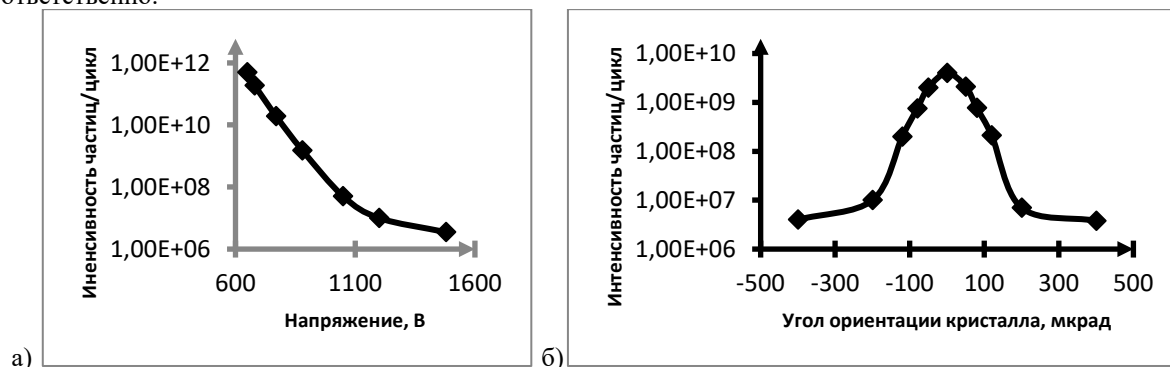 ответственно.
Иненсивность частиц/цикл
1,00E+12
1,00E+10
1,00E+08
1,00E+06
600 1100 1600
Напряжение, В
а)
Интенсивность частиц/цикл
1,00E+10
1,00E+09
1,00E+08
1,00E+07
1,00E+06
-500 -300 -100 100 300 500
Угол ориентации кристалла, мкрад
б)